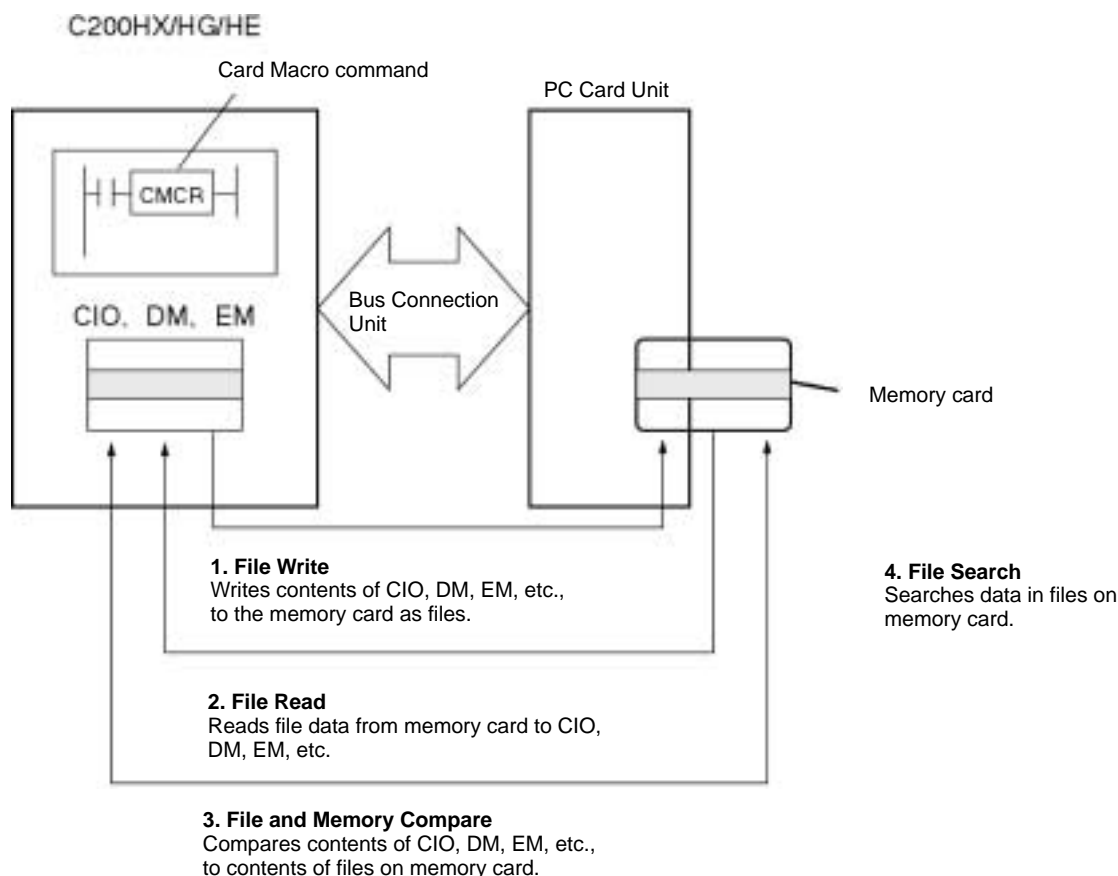 C200HX/HG/HE
Card Macro command
PC Card Unit
CMCR
Bus Connection
Unit
CIO, DM, EM
Memory card
1. File Write
Writes contents of CIO, DM, EM, etc.,
to the memory card as files.
4. File Search
Searches data in files on
memory card.
2. File Read
Reads file data from memory card to CIO,
DM, EM, etc.
3. File and Memory Compare
Compares contents of CIO, DM, EM, etc.,
to contents of files on memory card.